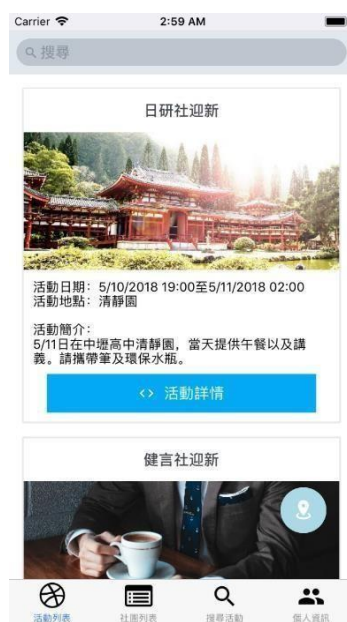 Carrier
2:59 AM
搜尋
日研社迎新
活動日期：5/10/2018 19:00至5/11/2018 02:00
活動地點：清靜園
活動簡介：
5/11日在中壢高中清靜園，當天提供午餐以及講
義。請攜帶筆及環保水瓶。
<> 活動詳情
健言社迎新
活動列表
社團列表
搜尋活動
個人資訊